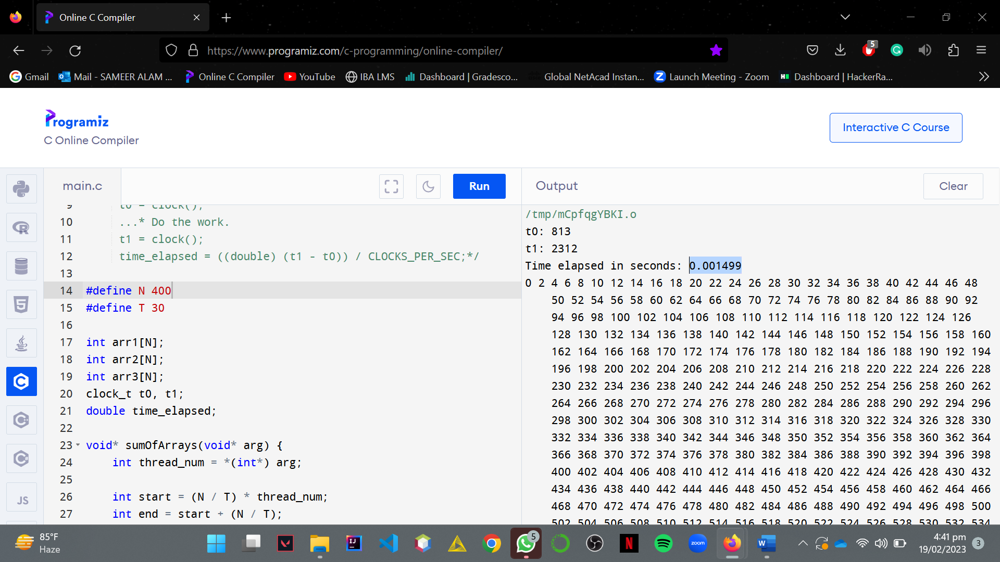 Online C Compiler
https://www.programiz.com/c-programming/online-compiler/
5
Gmail
Mail - SAMEER ALAM ...
Online C Compiler
YouTube
IBA LMS
Dashboard | Gradesco...
Global NetAcad Instan...
Launch Meeting - Zoom
Dashboard | HackerRa...
Programiz
C Online Compiler
Interactive C Course
main.c
Run
Output
Clear
9 t0 = clock();
10 ...* Do the work.
11 t1 = clock();
12 time_elapsed = ((double) (t1 - t0)) / CLOCKS_PER_SEC;*/
13
14 #define N 400
15 #define T 30
16
17 int arr1[N];
18 int arr2[N];
19 int arr3[N];
20 clock_t t0, t1;
21 double time_elapsed;
22
23 void* sumOfArrays(void* arg) {
24 int thread_num = *(int*) arg;
25
26 int start = (N / T) * thread_num;
27 int end = start + (N / T);
JS
/tmp/mCpfqgYBKI.o
t0: 813
t1: 2312
Time elapsed in seconds: 0.001499
0 2 4 6 8 10 12 14 16 18 20 22 24 26 28 30 32 34 36 38 40 42 44 46 48
50 52 54 56 58 60 62 64 66 68 70 72 74 76 78 80 82 84 86 88 90 92
94 96 98 100 102 104 106 108 110 112 114 116 118 120 122 124 126
128 130 132 134 136 138 140 142 144 146 148 150 152 154 156 158 160
162 164 166 168 170 172 174 176 178 180 182 184 186 188 190 192 194
196 198 200 202 204 206 208 210 212 214 216 218 220 222 224 226 228
230 232 234 236 238 240 242 244 246 248 250 252 254 256 258 260 262
264 266 268 270 272 274 276 278 280 282 284 286 288 290 292 294 296
298 300 302 304 306 308 310 312 314 316 318 320 322 324 326 328 330
332 334 336 338 340 342 344 346 348 350 352 354 356 358 360 362 364
366 368 370 372 374 376 378 380 382 384 386 388 390 392 394 396 398
400 402 404 406 408 410 412 414 416 418 420 422 424 426 428 430 432
434 436 438 440 442 444 446 448 450 452 454 456 458 460 462 464 466
468 470 472 474 476 478 480 482 484 486 488 490 492 494 496 498 500
502 504 506 508 510 512 514 516 518 520 522 524 526 528 530 532 534
85°F
Haze
IJ
5
N
zoom
W
4:41 pm
19/02/2023
3